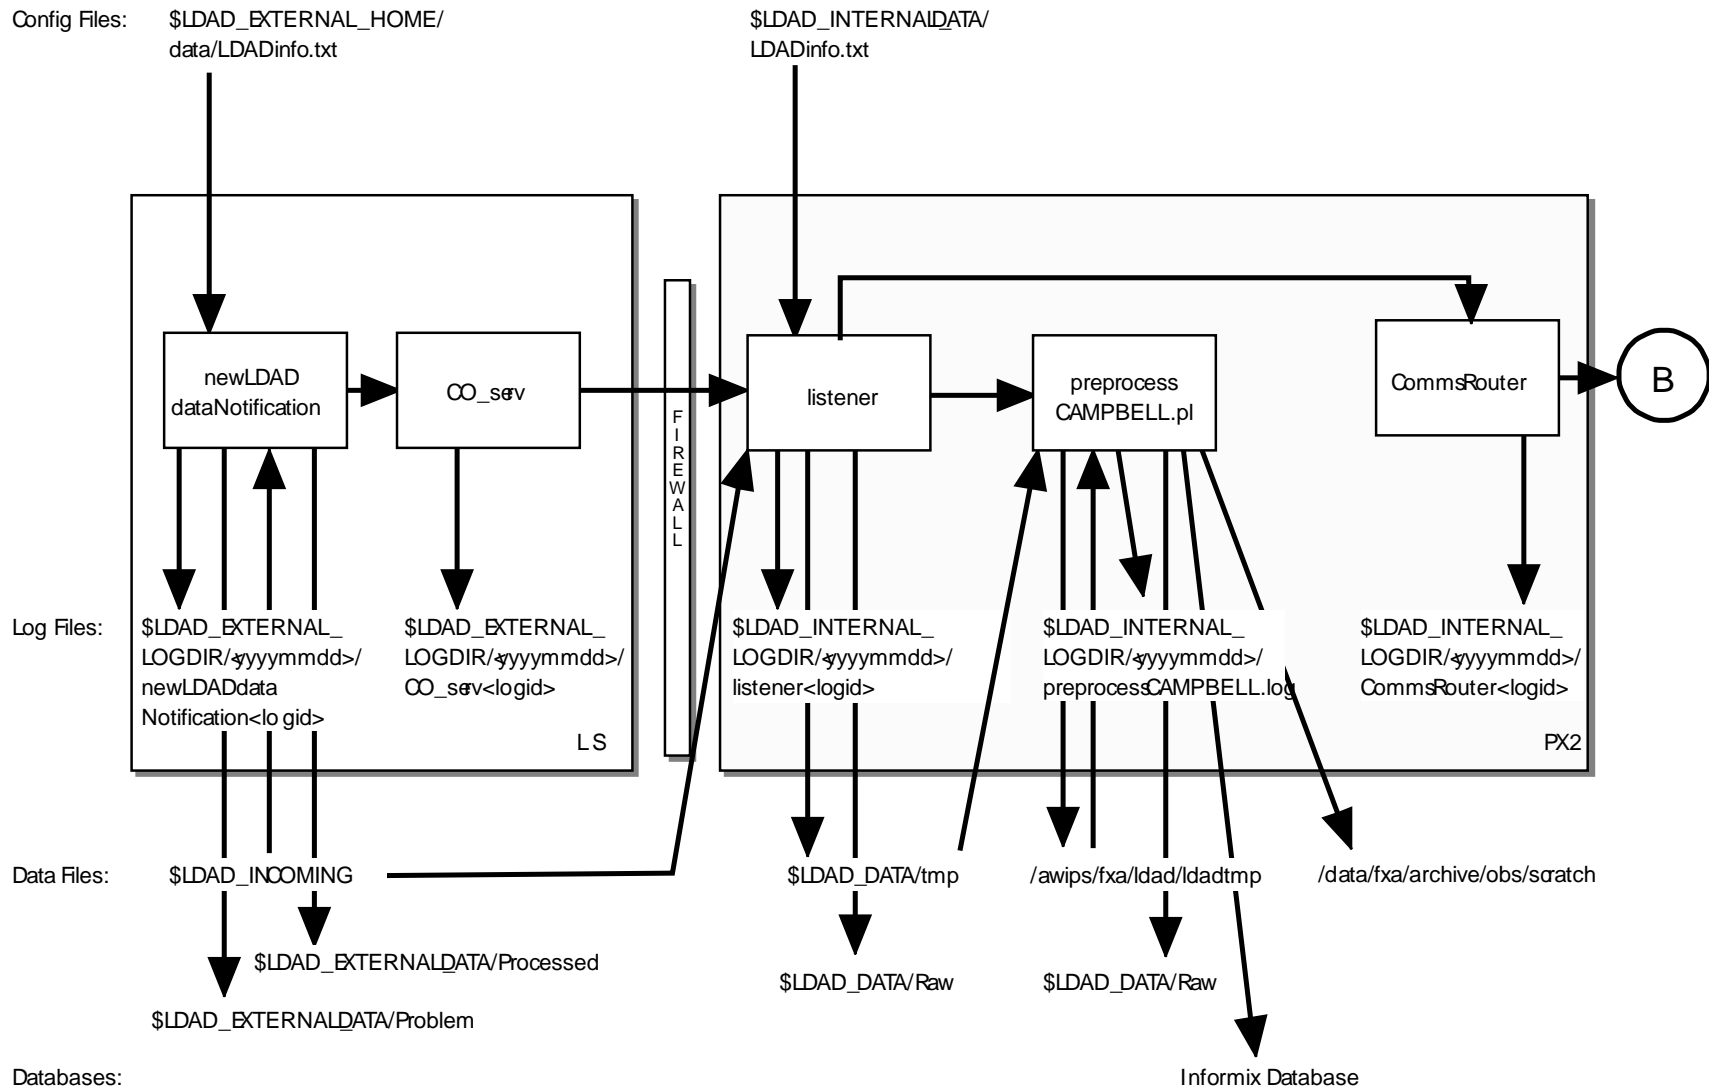 Config Files:
$LDAD_EXTERNAL_HOME/
data/LDADinfo.txt
$LDAD_INTERNALDATA/
LDADinfo.txt
newLDAD
dataNotification
CO_serv
FIREWALL
listener
preprocess
CAMPBELL.pl
CommsRouter
B
Log Files:
$LDAD_EXTERNAL_
LOGDIR/<yyyymmdd>/
newLDADdata
Notification<logid>
$LDAD_EXTERNAL_
LOGDIR/<yyyymmdd>/
CO_serv<logid>
LS
$LDAD_INTERNAL_
LOGDIR/<yyyymmdd>/
listener<logid>
$LDAD_INTERNAL_
LOGDIR/<yyyymmdd>/
preprocessCAMPBELL.log
$LDAD_INTERNAL_
LOGDIR/<yyyymmdd>/
CommsRouter<logid>
PX2
Data Files:
$LDAD_INCOMING
$LDAD_DATA/tmp
/awips/fxa/ldad/ldadtmp
/data/fxa/archive/obs/scratch
$LDAD_EXTERNALDATA/Processed
$LDAD_DATA/Raw
$LDAD_DATA/Raw
$LDAD_EXTERNALDATA/Problem
Databases:
Informix Database